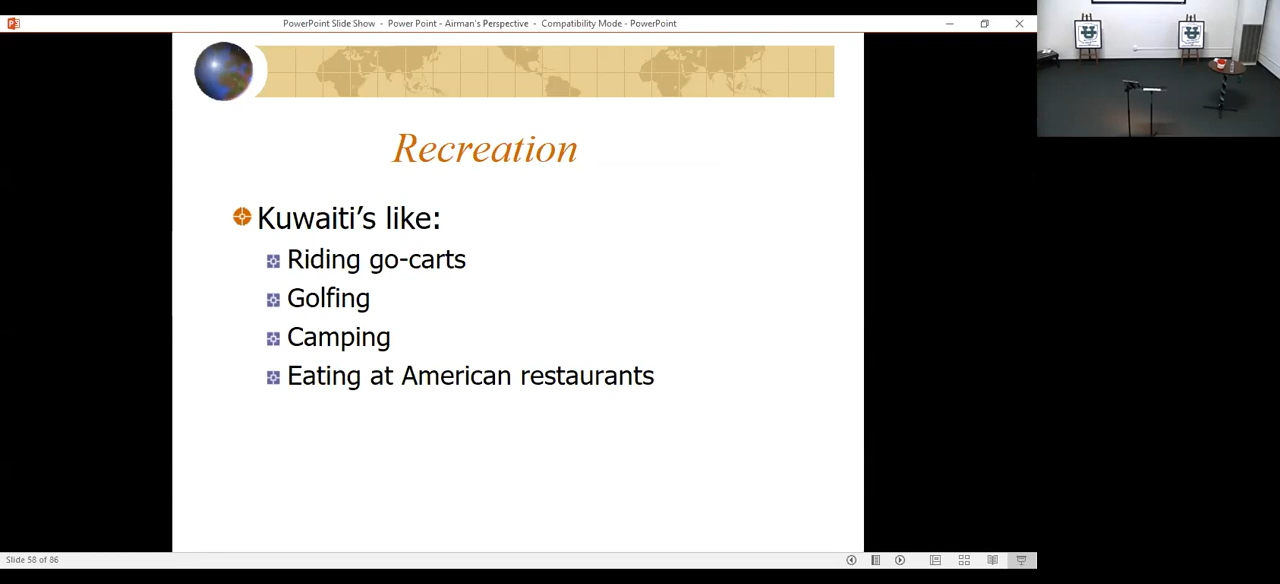 PowerPoint Slide Show - Power Point - Airman's Perspective - Compatibility Mode - PowerPoint
Recreation
Kuwaiti’s like:
Riding go-carts
Golfing
Camping
Eating at American restaurants
Slide 58 of 86